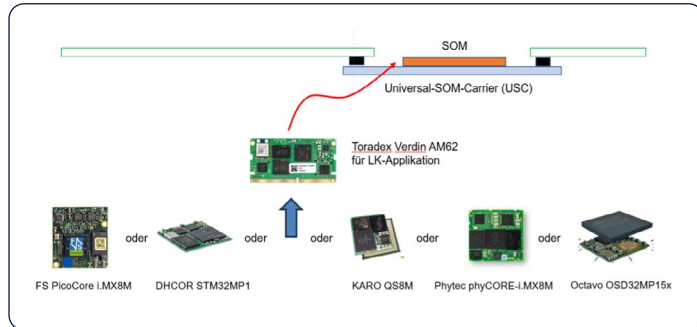 SOM
Universal-SOM-Carrier (USC)
Toradex Verdin AM62
für LK-Applikation
oder oder oder oder oder
FS PicoCore i.MX8M DHCOR STM32MP1 KARO QS8M Phytec phyCORE-i.MX8M Octavo OSD32MP15x